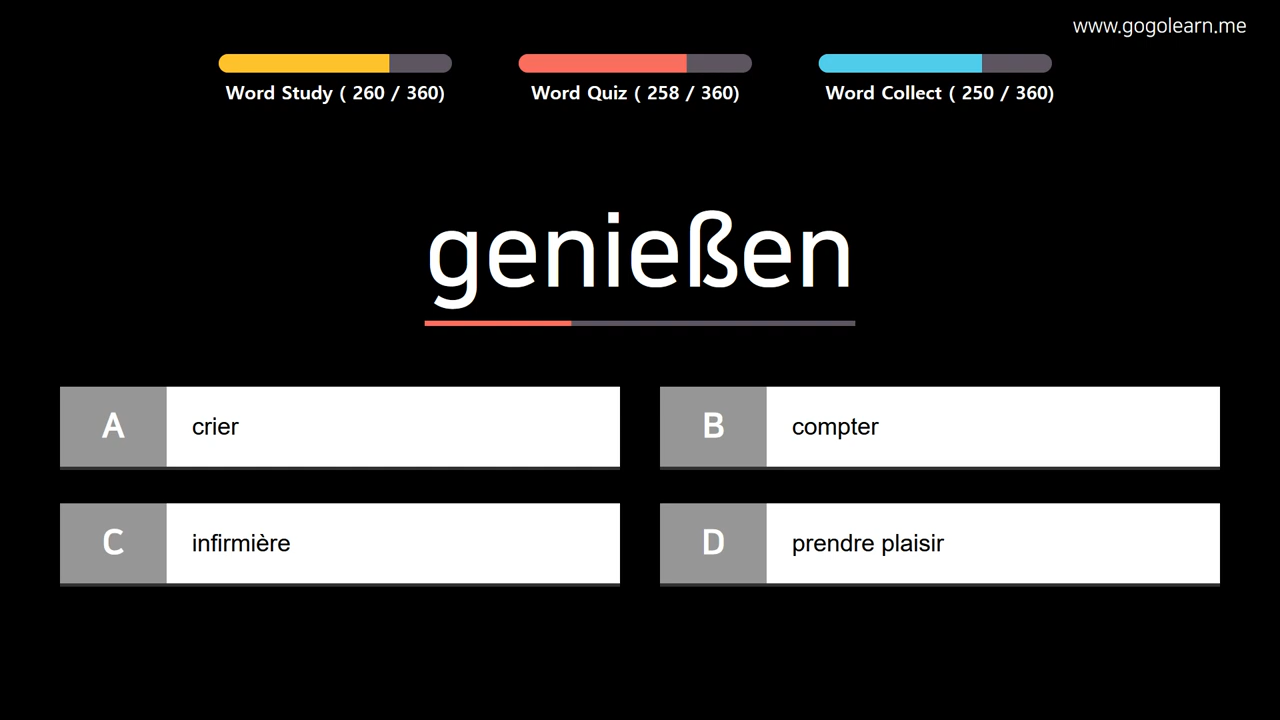 www.gogolearn.me
Word Study ( 260 / 360)
Word Quiz ( 258 / 360)
Word Collect ( 250 / 360)
genießen
A crier
B compter
C infirmière
D prendre plaisir